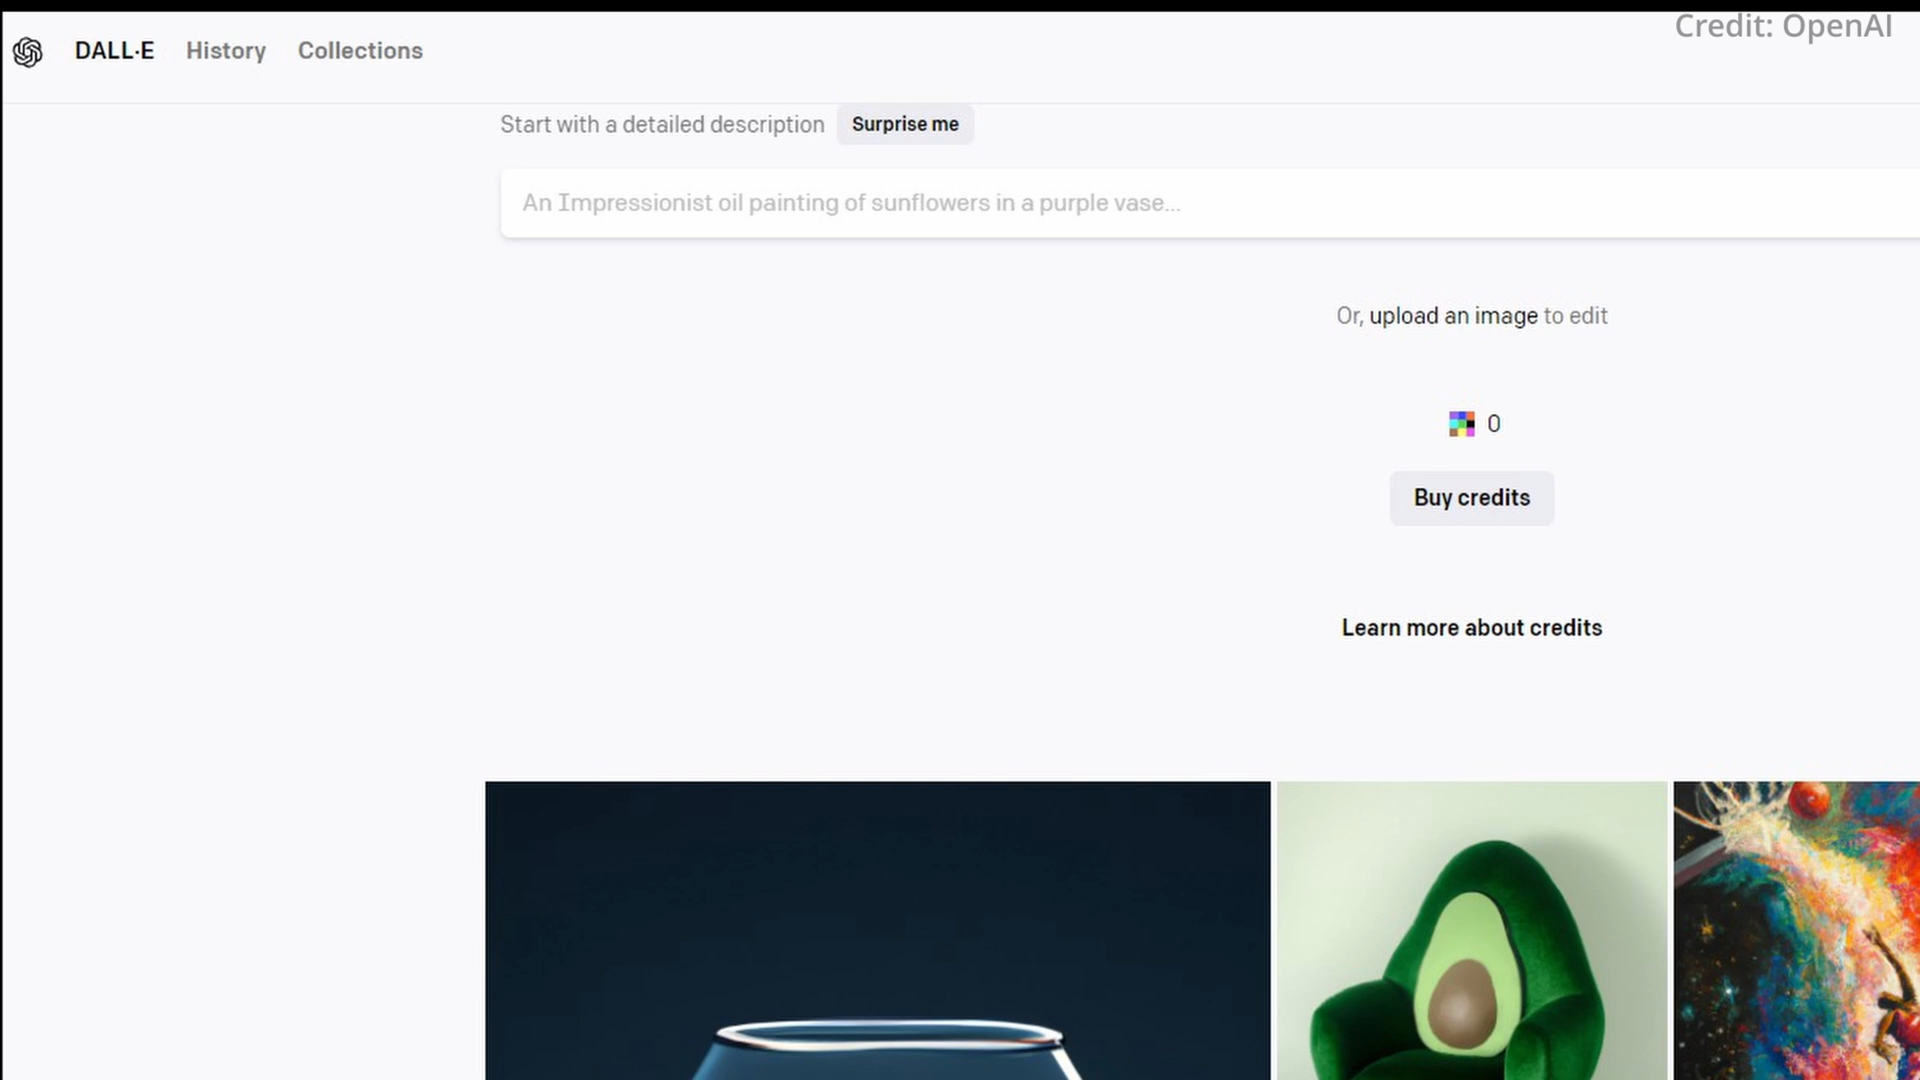 Credit: OpenAI
DALL·E History Collections
Start with a detailed description Surprise me
An Impressionist oil painting of sunflowers in a purple vase...
Or, upload an image to edit
0
Buy credits
Learn more about credits